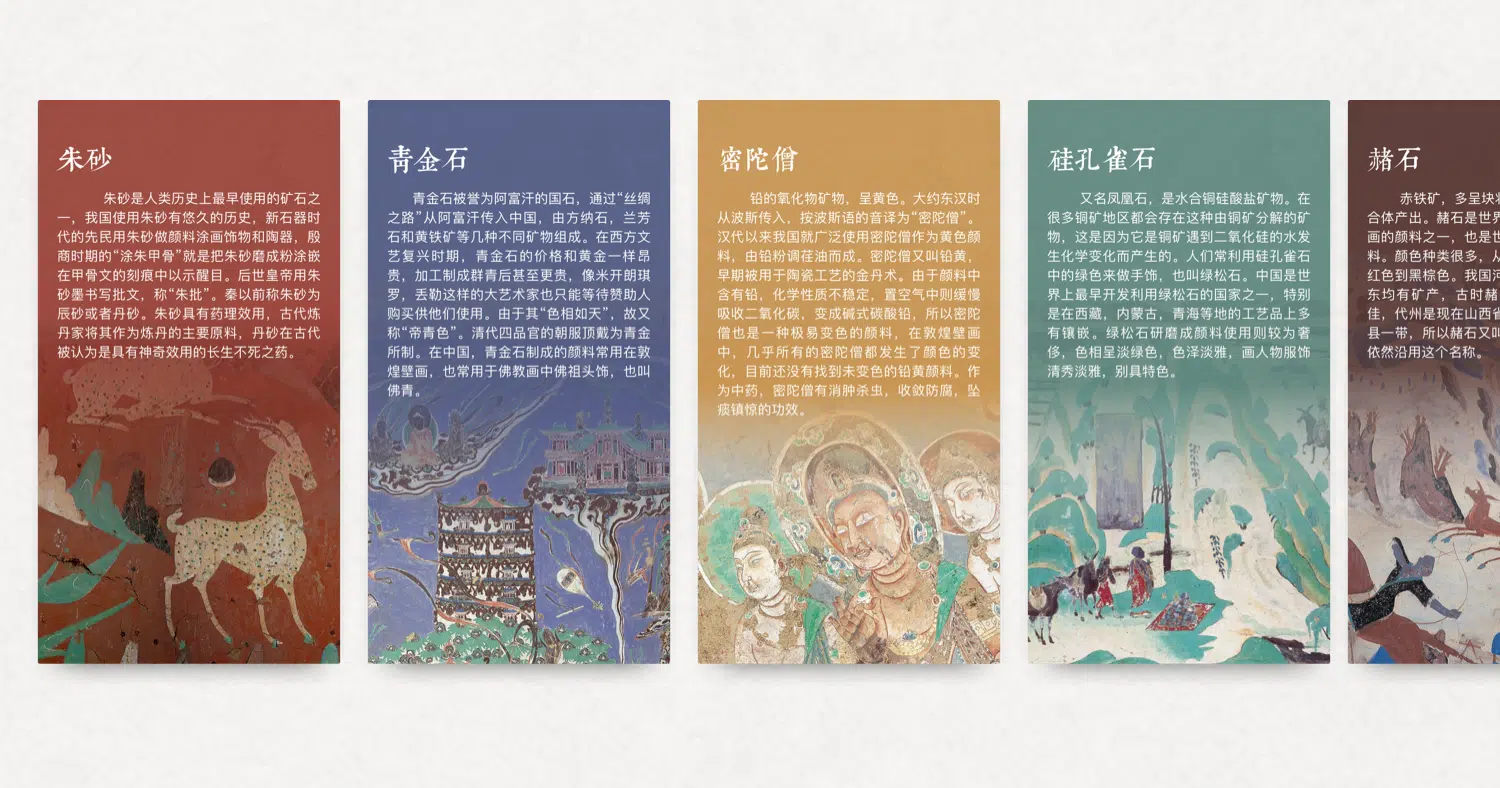 朱砂
朱砂是人类历史上最早使用的矿石之
一，我国使用朱砂有悠久的历史，新石器时
代的先民用朱砂做颜料涂画饰物和陶器，殷
商时期的“涂朱甲骨”就是把朱砂磨成粉涂嵌
在甲骨文的刻痕中以示醒目。后世皇帝用朱
砂墨书写批文，称“朱批”。秦以前称朱砂为
辰砂或者丹砂。朱砂具有药理效用，古代炼
丹家将其作为炼丹的主要原料，丹砂在古代
被认为是具有神奇效用的长生不死之药。
青金石
青金石被誉为阿富汗的国石，通过“丝绸
之路”从阿富汗传入中国，由方纳石，兰芳
石和黄铁矿等几种不同矿物组成。在西方文
艺复兴时期，青金石的价格和黄金一样昂
贵，加工制成群青后甚至更贵，像米开朗琪
罗，丢勒这样的大艺术家也只能等待赞助人
购买供他们使用。由于其“色相如天”，故又
称“帝青色”。清代四品官的朝服顶戴为青金
所制。在中国，青金石制成的颜料常用在敦
煌壁画，也常用于佛教画中佛祖头饰，也叫
佛青。
密陀僧
铅的氧化物矿物，呈黄色。大约东汉时
从波斯传入，按波斯语的音译为“密陀僧”。
汉代以来我国就广泛使用密陀僧作为黄色颜
料，由铅粉调荏油而成。密陀僧又叫铅黄，
早期被用于陶瓷工艺的金丹术。由于颜料中
含有铅，化学性质不稳定，置空气中则缓慢
吸收二氧化碳，变成碱式碳酸铅，所以密陀
僧也是一种极易变色的颜料，在敦煌壁画
中，几乎所有的密陀僧都发生了颜色的变
化，目前还没有找到未变色的铅黄颜料。作
为中药，密陀僧有消肿杀虫，收敛防腐，坠
痰镇惊的功效。
硅孔雀石
又名凤凰石，是水合铜硅酸盐矿物。在
很多铜矿地区都会存在这种由铜矿分解的矿
物，这是因为它是铜矿遇到二氧化硅的水发
生化学变化而产生的。人们常利用硅孔雀石
中的绿色来做手饰，也叫绿松石。中国是世
界上最早开发利用绿松石的国家之一，特别
是在西藏，内蒙古，青海等地的工艺品上多
有镶嵌。绿松石研磨成颜料使用则较为奢
侈，色相呈淡绿色，色泽淡雅，画人物服饰
清秀淡雅，别具特色。
赭石
赤铁矿，多呈块状
合体产出。赭石是世界
画的颜料之一，也是世
料。颜色种类很多，从
红色到黑棕色。我国河
东均有矿产，古时赭
佳，代州是现在山西省
县一带，所以赭石又叫
依然沿用这个名称。